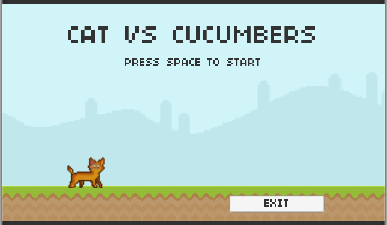 CAT VS CUCUMBERS
PRESS SPACE TO START
EXIT